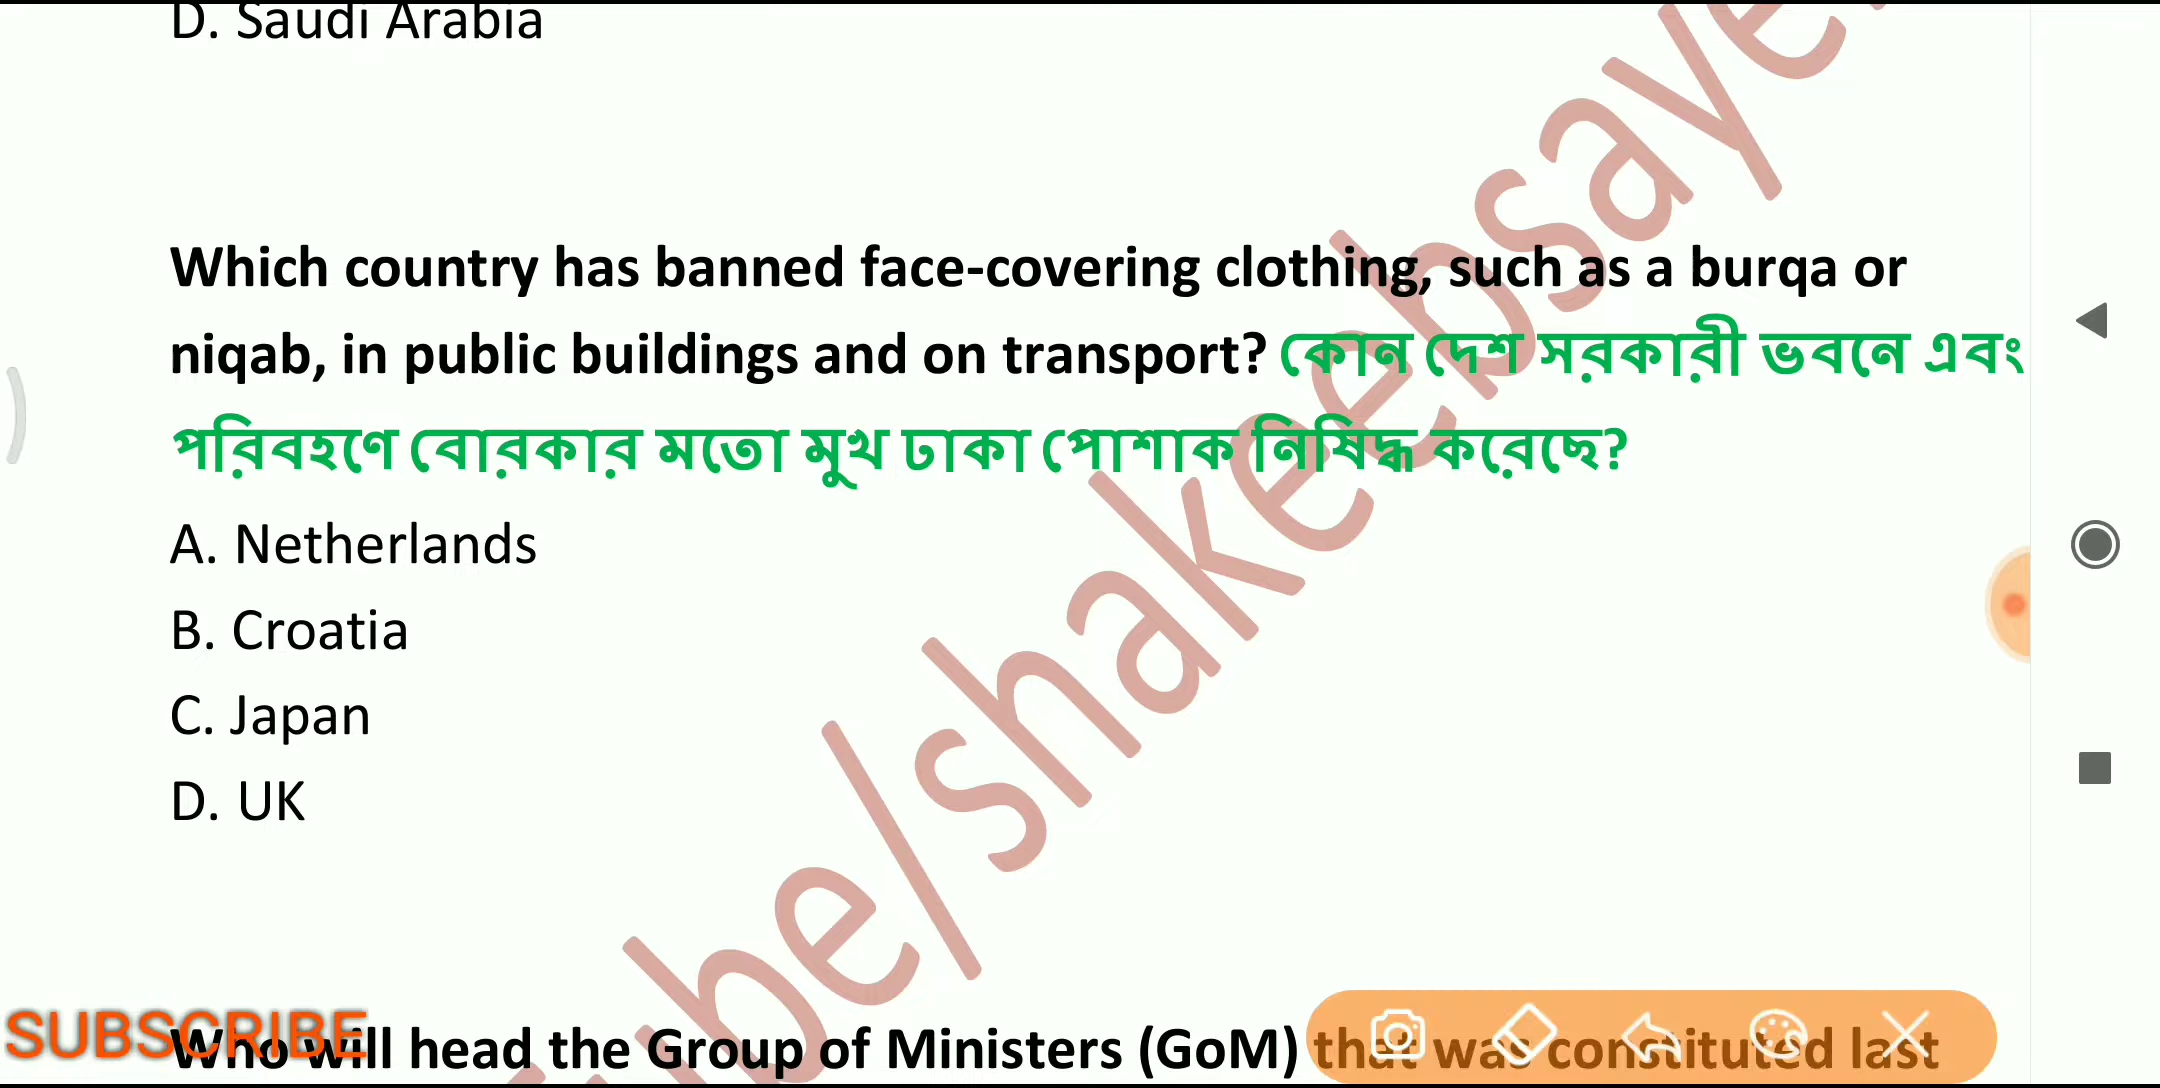 D. Saudi Arabia
Which country has banned face-covering clothing, such as a burqa or
niqab, in public buildings and on transport? কোন দেশ সরকারী ভবনে এবং
পরিবহণে বোরকার মতো মুখ ঢাকা পোশাক নিষিদ্ধ করেছে?
A. Netherlands
B. Croatia
C. Japan
D. UK
be/shakeebsaye
SUBSCRIBE
Who will head the Group of Ministers (GoM) that was constituted last